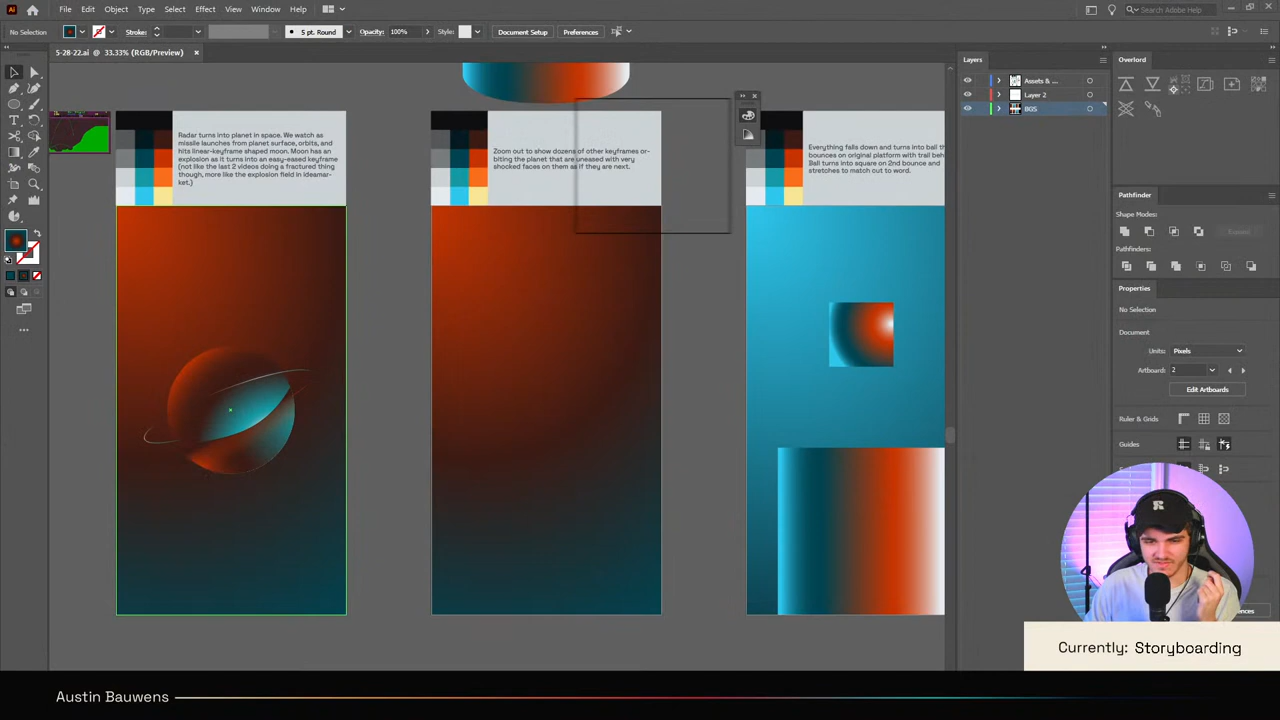 File Edit Object Type Select Effect View Window Help
Search Adobe Help
No Selection
Stroke:
5 pt. Round
Opacity: 100%
Style:
Document Setup
Preferences
5-28-22.ai @ 33.33% (RGB/Preview)
Radar turns into planet in space. We watch as
missile launches from planet surface, orbits, and
hits linear-keyframe shaped moon. Moon has an
explosion as it turns into an easy-eased keyframe
(not like the last 2 videos doing a fractured thing
though, more like the explosion field in ideamar-
ket.)
Zoom out to show dozens of other keyframes or-
biting the planet that are uneased with very
shocked faces on them as if they are next.
Everything falls down and turns into ball th
bounces on original platform with trail beh
Ball turns into square on 2nd bounce and
stretches to match cut to word.
Layers
Assets & ...
Layer 2
BGS
Overlord
Pathfinder
Shape Modes:
Expand
Pathfinders:
Properties
No Selection
Document
Units: Pixels
Artboard: 2
Edit Artboards
Ruler & Grids
Guides
Currently: Storyboarding
Austin Bauwens